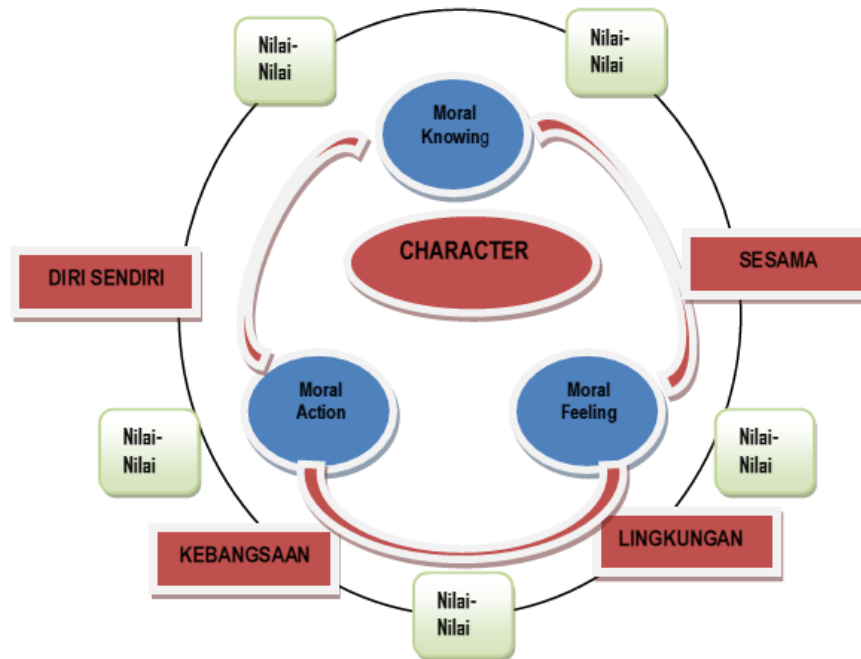 Nilai-
Nilai
Nilai-
Nilai
Moral
Knowing
CHARACTER
SESAMA
DIRI SENDIRI
Moral
Action
Moral
Feeling
Nilai-
Nilai
Nilai-
Nilai
KEBANGSAAN
LINGKUNGAN
Nilai-
Nilai